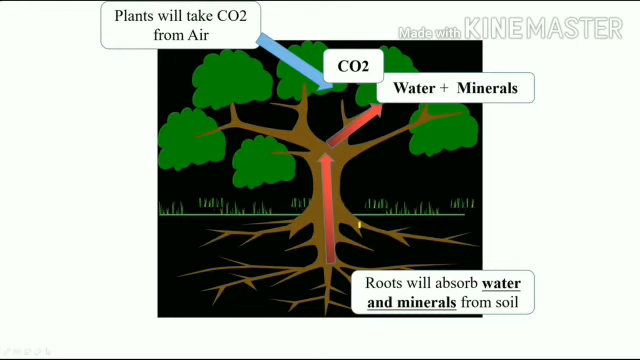 Plants will take CO2
from Air
Made with KINEMASTER
CO2
Water + Minerals
Roots will absorb water
and minerals from soil